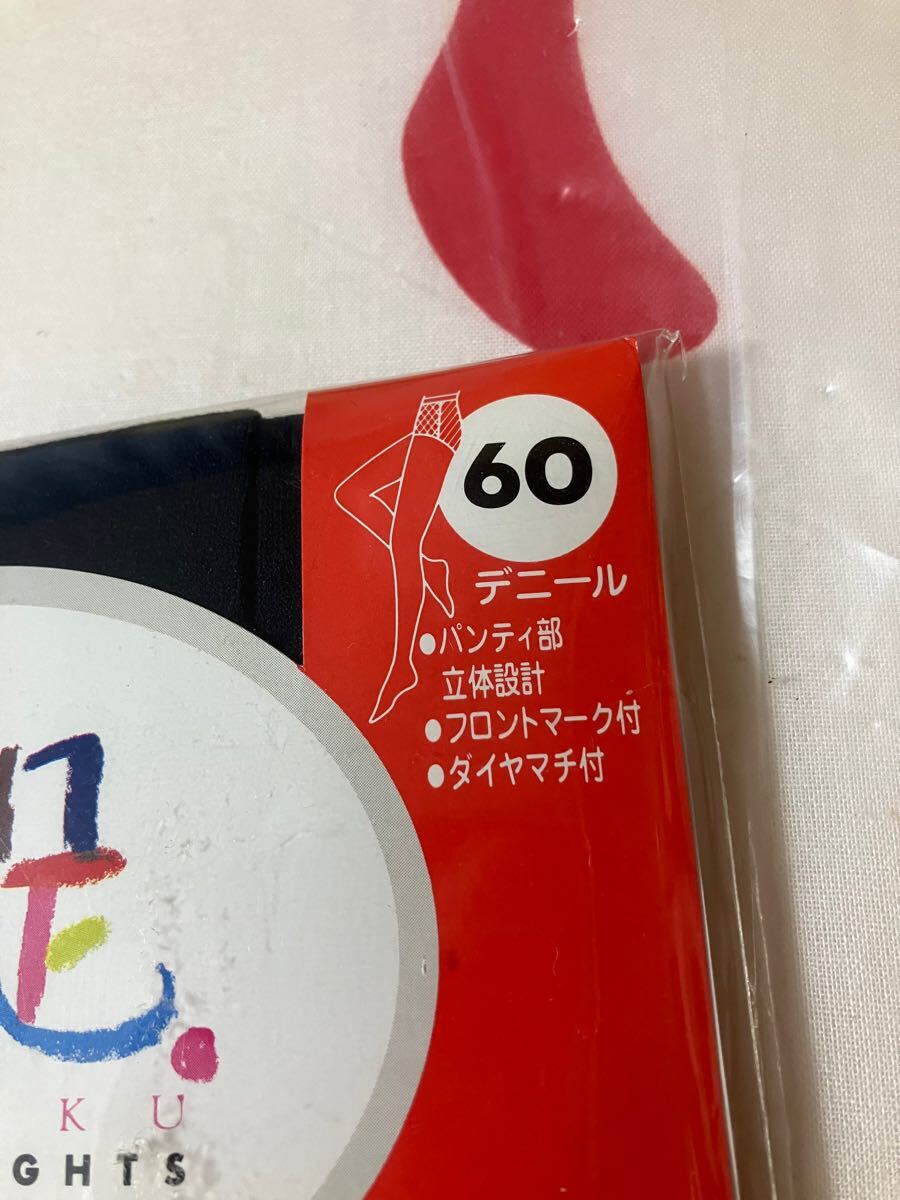 60
デニール
●パンティ部
立体設計
●フロントマーク付
●ダイヤマチ付
K U
GHTS